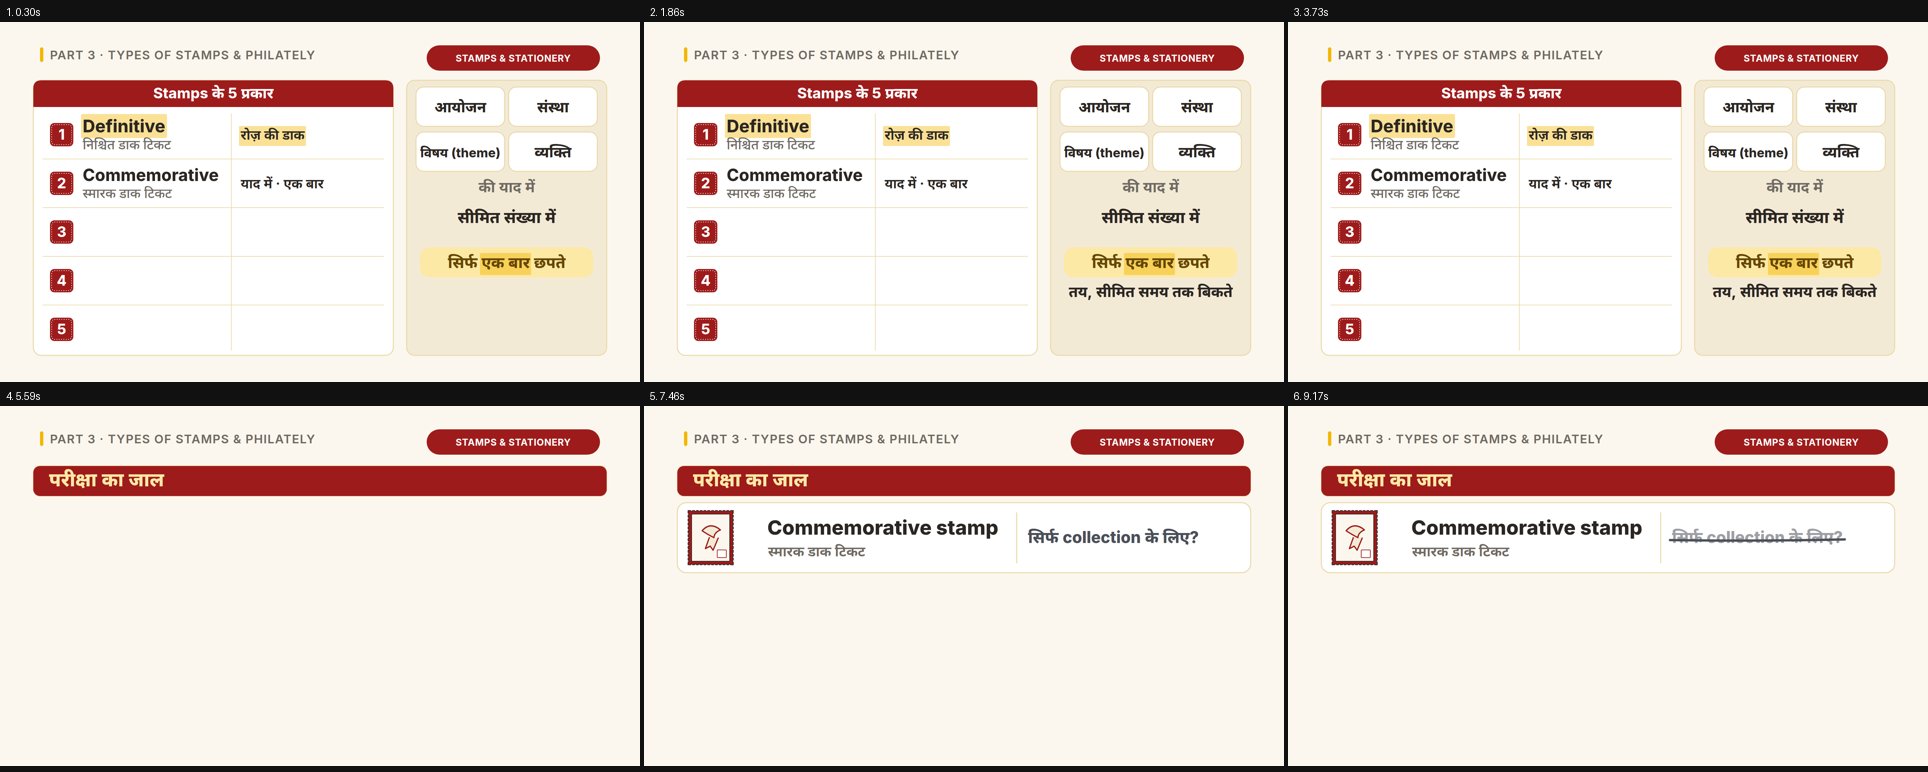 1. 0.30s
PART 3 · TYPES OF STAMPS & PHILATELY
STAMPS & STATIONERY
Stamps के 5 प्रकार
1
Definitive
निश्चित डाक टिकट
रोज़ की डाक
2
Commemorative
स्मारक डाक टिकट
याद में · एक बार
3
4
5
आयोजन
संस्था
विषय (theme)
व्यक्ति
की याद में
सीमित संख्या में
सिर्फ एक बार छपते
2. 1.86s
PART 3 · TYPES OF STAMPS & PHILATELY
STAMPS & STATIONERY
Stamps के 5 प्रकार
1
Definitive
निश्चित डाक टिकट
रोज़ की डाक
2
Commemorative
स्मारक डाक टिकट
याद में · एक बार
3
4
5
आयोजन
संस्था
विषय (theme)
व्यक्ति
की याद में
सीमित संख्या में
सिर्फ एक बार छपते
तय, सीमित समय तक बिकते
3. 3.73s
PART 3 · TYPES OF STAMPS & PHILATELY
STAMPS & STATIONERY
Stamps के 5 प्रकार
1
Definitive
निश्चित डाक टिकट
रोज़ की डाक
2
Commemorative
स्मारक डाक टिकट
याद में · एक बार
3
4
5
आयोजन
संस्था
विषय (theme)
व्यक्ति
की याद में
सीमित संख्या में
सिर्फ एक बार छपते
तय, सीमित समय तक बिकते
4. 5.59s
PART 3 · TYPES OF STAMPS & PHILATELY
STAMPS & STATIONERY
परीक्षा का जाल
5. 7.46s
PART 3 · TYPES OF STAMPS & PHILATELY
STAMPS & STATIONERY
परीक्षा का जाल
Commemorative stamp
स्मारक डाक टिकट
सिर्फ collection के लिए?
6. 9.17s
PART 3 · TYPES OF STAMPS & PHILATELY
STAMPS & STATIONERY
परीक्षा का जाल
Commemorative stamp
स्मारक डाक टिकट
सिर्फ collection के लिए?